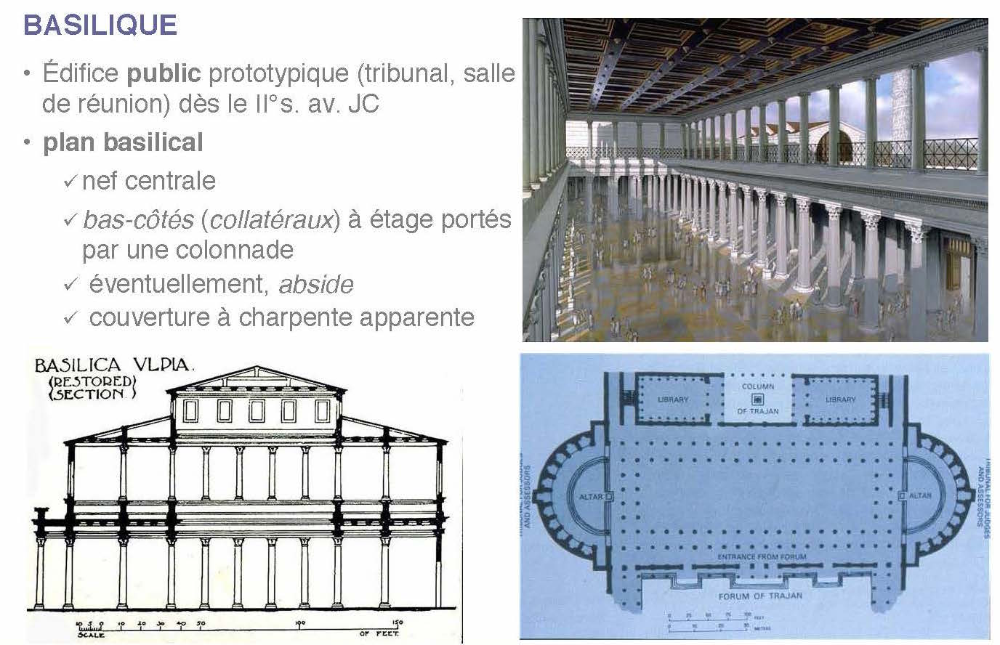 BASILIQUE
• Édifice public prototypique (tribunal, salle
de réunion) dès le II°s. av. JC
• plan basilical
✓ nef centrale
✓ bas-côtés (collatéraux) à étage portés
par une colonnade
✓ éventuellement, abside
✓ couverture à charpente apparente
BASILICA VLPIA.
(RESTORED)
(SECTION.)
10 5 0 10 20 30 40 50 100 150
SCALE OF FEET
LIBRARY
COLUMN
OF TRAJAN
LIBRARY
AND ASSESSORS
ALTAR
ALTAR
TRIBUNAL FOR JUDGES
AND ASSESSORS
ENTRANCE FROM FORUM
FORUM OF TRAJAN
0 25 50 75 100 FEET
0 10 20 30 METERS